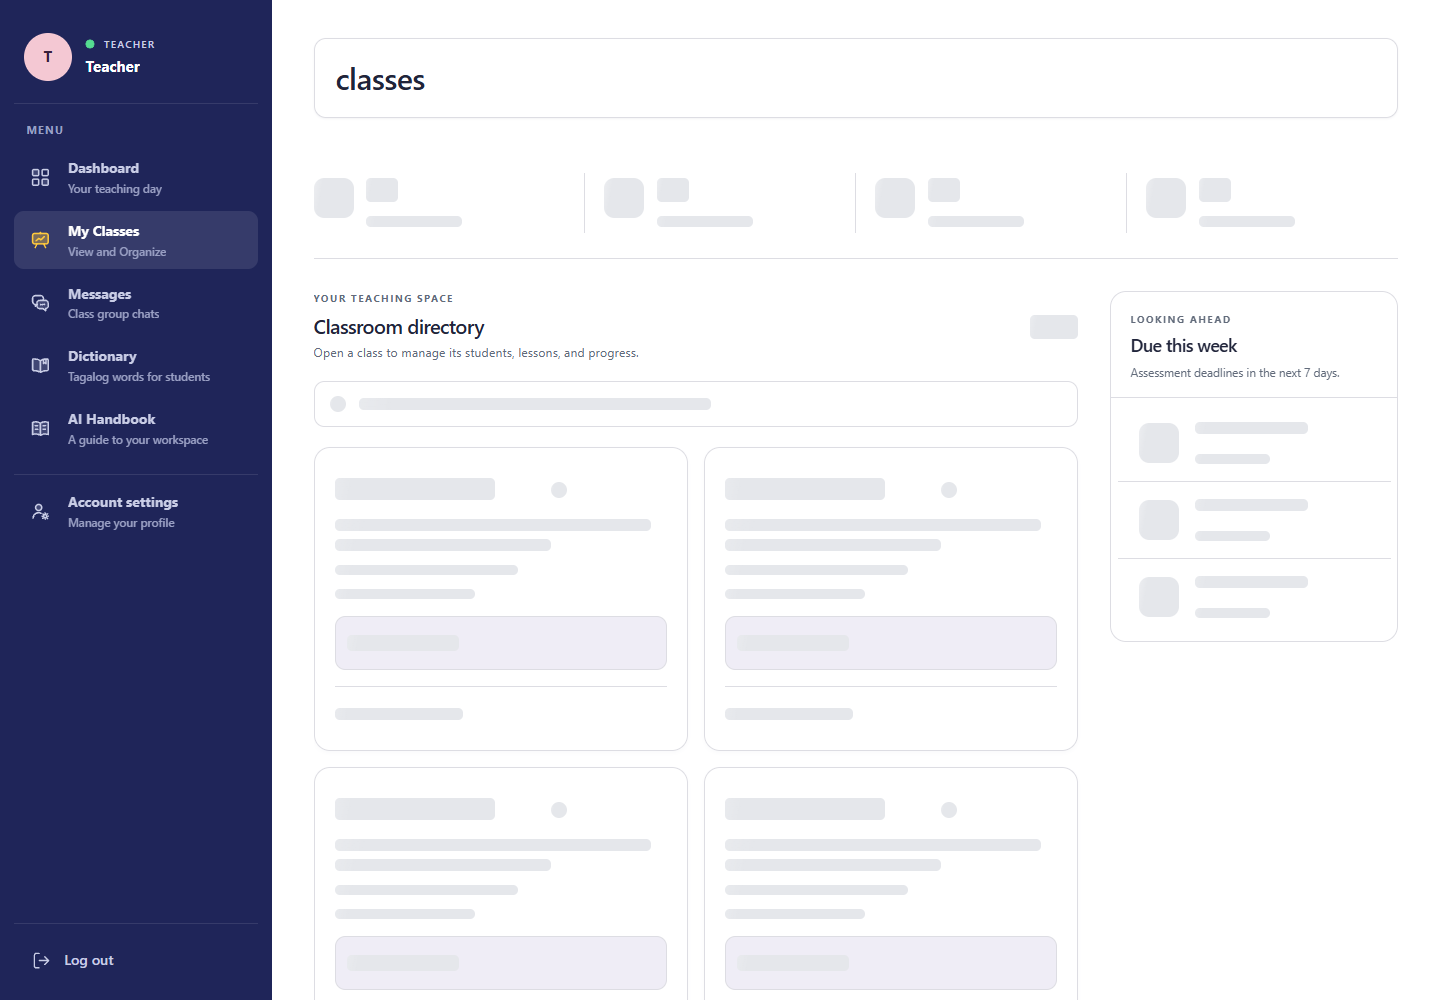 T
TEACHER
Teacher
MENU
Dashboard
Your teaching day
My Classes
View and Organize
Messages
Class group chats
Dictionary
Tagalog words for students
AI Handbook
A guide to your workspace
Account settings
Manage your profile
Log out
classes
YOUR TEACHING SPACE
Classroom directory
Open a class to manage its students, lessons, and progress.
LOOKING AHEAD
Due this week
Assessment deadlines in the next 7 days.